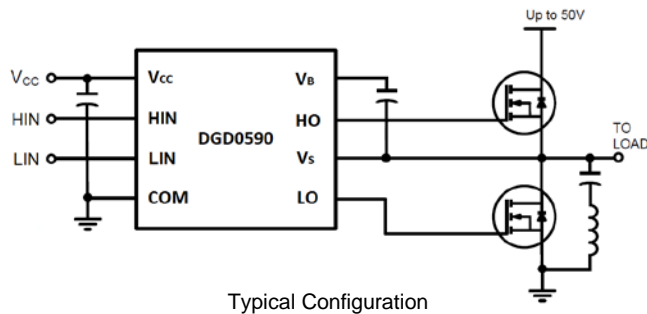 Up to 50V
VCC
HIN
LIN
VCC
HIN
LIN
COM
DGD0590
VB
HO
VS
LO
TO
LOAD
Typical Configuration